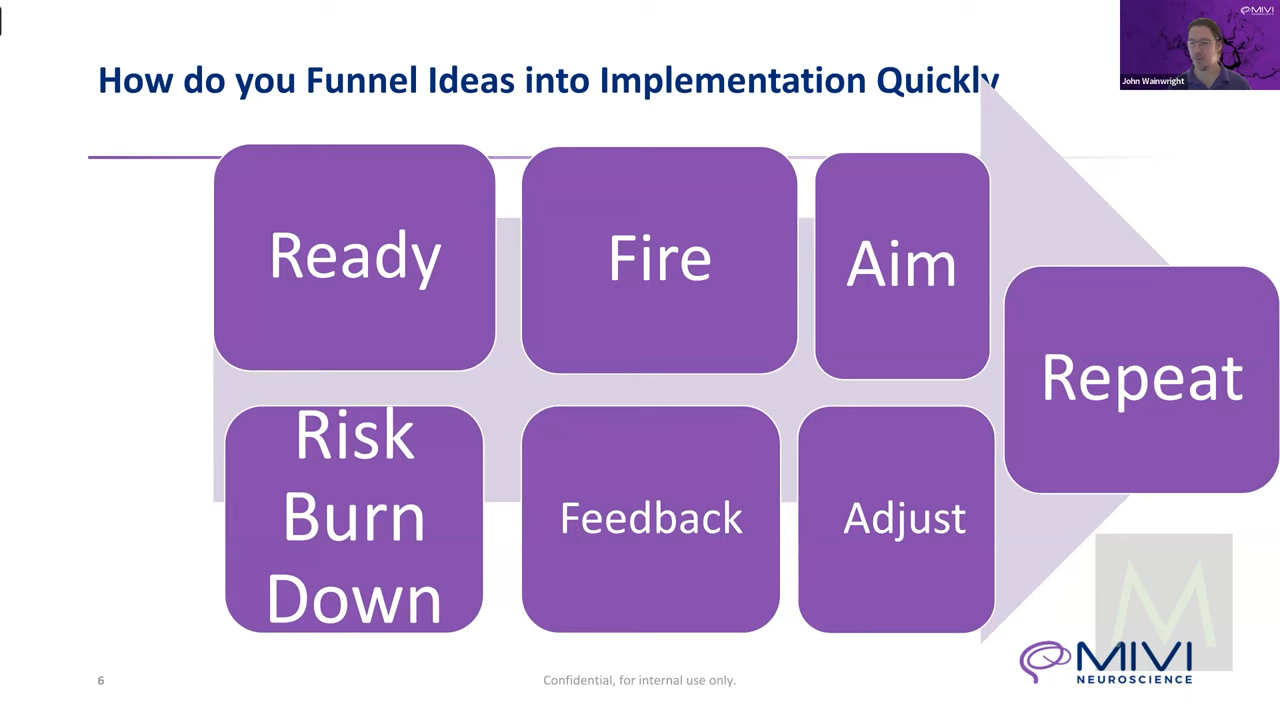 MIVI
John Wainwright
How do you Funnel Ideas into Implementation Quickly
Ready
Fire
Aim
Repeat
Risk
Burn
Down
Feedback
Adjust
M
MIVI
NEUROSCIENCE
6
Confidential, for internal use only.